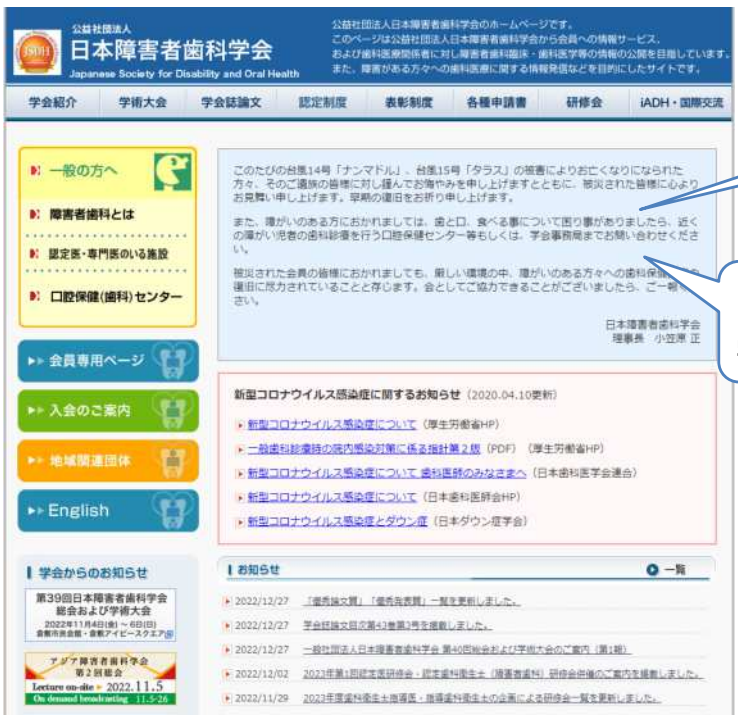 公益社団法人
日本障害者歯科学会
Japanese Society for Disability and Oral Health
JSDH
公益社団法人日本障害者歯科学会のホームページです。
このページは公益社団法人日本障害者歯科学会から会員への情報サービス、
および歯科医療関係者に対し障害者歯科臨床・歯科医学等の情報の公開を目指しています。
また、障害がある方々への歯科医療に関する情報発信などを目的にしたサイトです。
学会紹介 学術大会 学会誌論文 認定制度 表彰制度 各種申請書 研修会 iADH・国際交流
一般の方へ
障害者歯科とは
認定医・専門医のいる施設
口腔保健(歯科)センター
会員専用ページ
入会のご案内
地域関連団体
English
学会からのお知らせ
第39回日本障害者歯科学会
総会および学術大会
2022年11月4日(金)~6日(日)
倉敷市民会館・倉敷アイビースクエア
アジア障害者歯科学会
第2回総会
Lecture on-site 2022.11.5
On demand broadcasting 11.5-26
このたびの台風14号「ナンマドル」、台風15号「タラス」の被害によりお亡くなりになられた
方々、そのご遺族の皆様に対し謹んでお悔やみを申し上げますとともに、被災された皆様に心より
お見舞い申し上げます。早期の復旧をお祈り申し上げます。
また、障がいのある方におかれましては、歯と口、食べる事について困り事がありましたら、近く
の障がい児者の歯科診療を行う口腔保健センター等もしくは、学会事務局までお問い合わせくださ
い。
被災された会員の皆様におかれましても、厳しい環境の中、障がいのある方々への歯科保健
復旧に尽力されていることと存じます。会としてご協力できることがございましたら、ご一報
さい。
日本障害者歯科学会
理事長 小笠原 正
新型コロナウイルス感染症に関するお知らせ(2020.04.10更新)
新型コロナウイルス感染症について(厚生労働省HP)
一般歯科診療時の院内感染対策に係る指針第2版(PDF)(厚生労働省HP)
新型コロナウイルス感染症について 歯科医師のみなさまへ(日本歯科医学会連合)
新型コロナウイルス感染症について(日本歯科医師会HP)
新型コロナウイルス感染症とダウン症(日本ダウン症学会)
お知らせ 一覧
2022/12/27 「優秀論文賞」「優秀発表賞」一覧を更新しました。
2022/12/27 学会誌論文目次第43巻第3号を掲載しました。
2022/12/27 一般社団法人日本障害者歯科学会 第40回総会および学術大会のご案内(第1報)
2022/12/02 2023年第1回認定医研修会・認定歯科衛生士(障害者歯科)研修会併催のご案内を掲載しました。
2022/11/29 2023年度歯科衛生士指導医・指導歯科衛生士の企画による研修会一覧を更新しました。